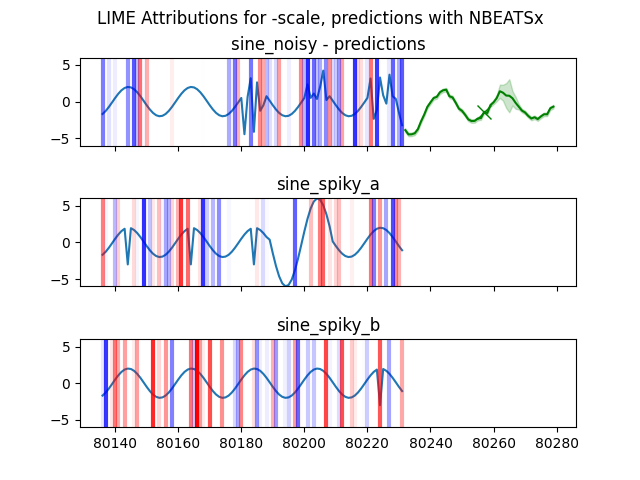 LIME Attributions for -scale, predictions with NBEATSx
sine_noisy - predictions
5
0
−5
sine_spiky_a
5
0
−5
sine_spiky_b
5
0
−5
80140 80160 80180 80200 80220 80240 80260 80280